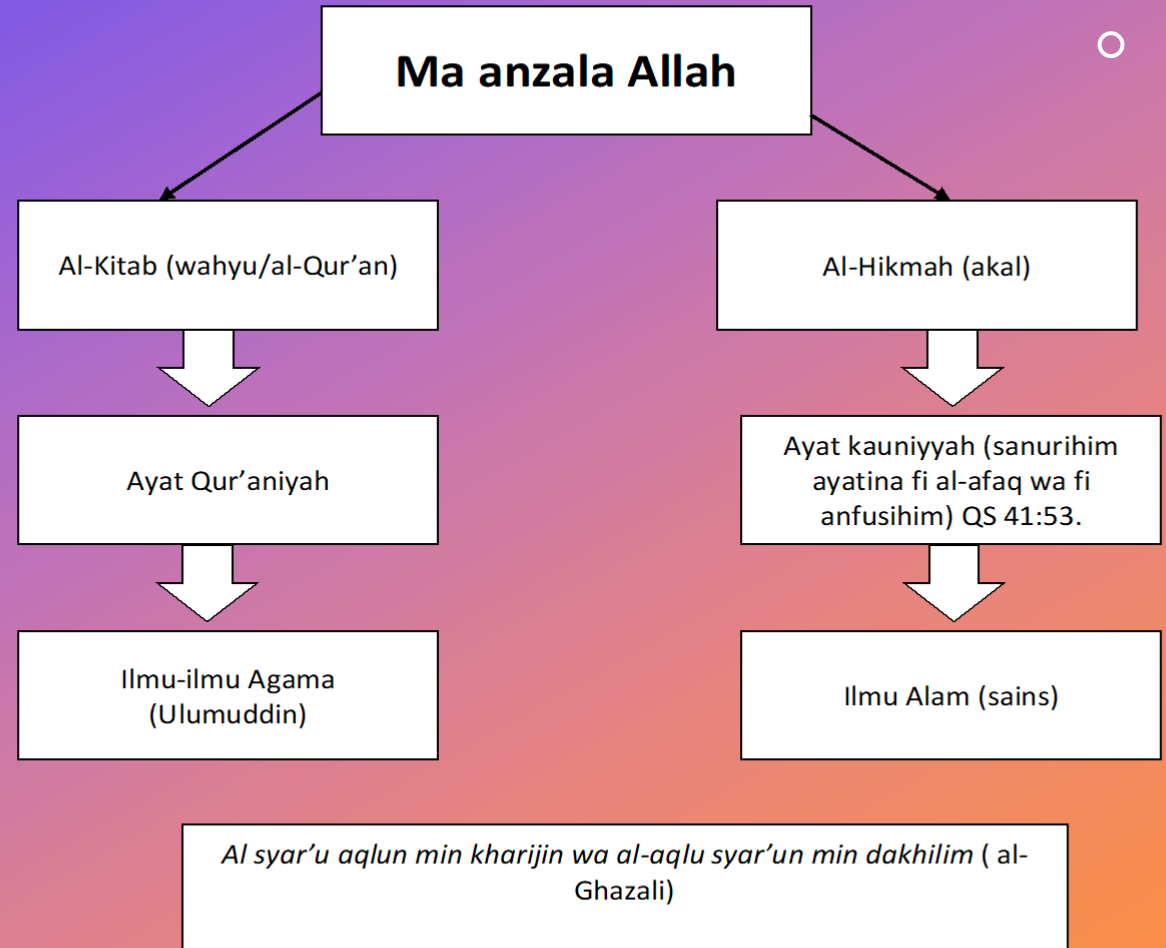 Ma anzala Allah
Al-Kitab (wahyu/al-Qur’an)
Al-Hikmah (akal)
Ayat Qur’aniyah
Ayat kauniyyah (sanurihim
ayatina fi al-afaq wa fi
anfusihim) QS 41:53.
Ilmu-ilmu Agama
(Ulumuddin)
Ilmu Alam (sains)
Al syar’u aqlun min kharijin wa al-aqlu syar’un min dakhilim ( al-
Ghazali)